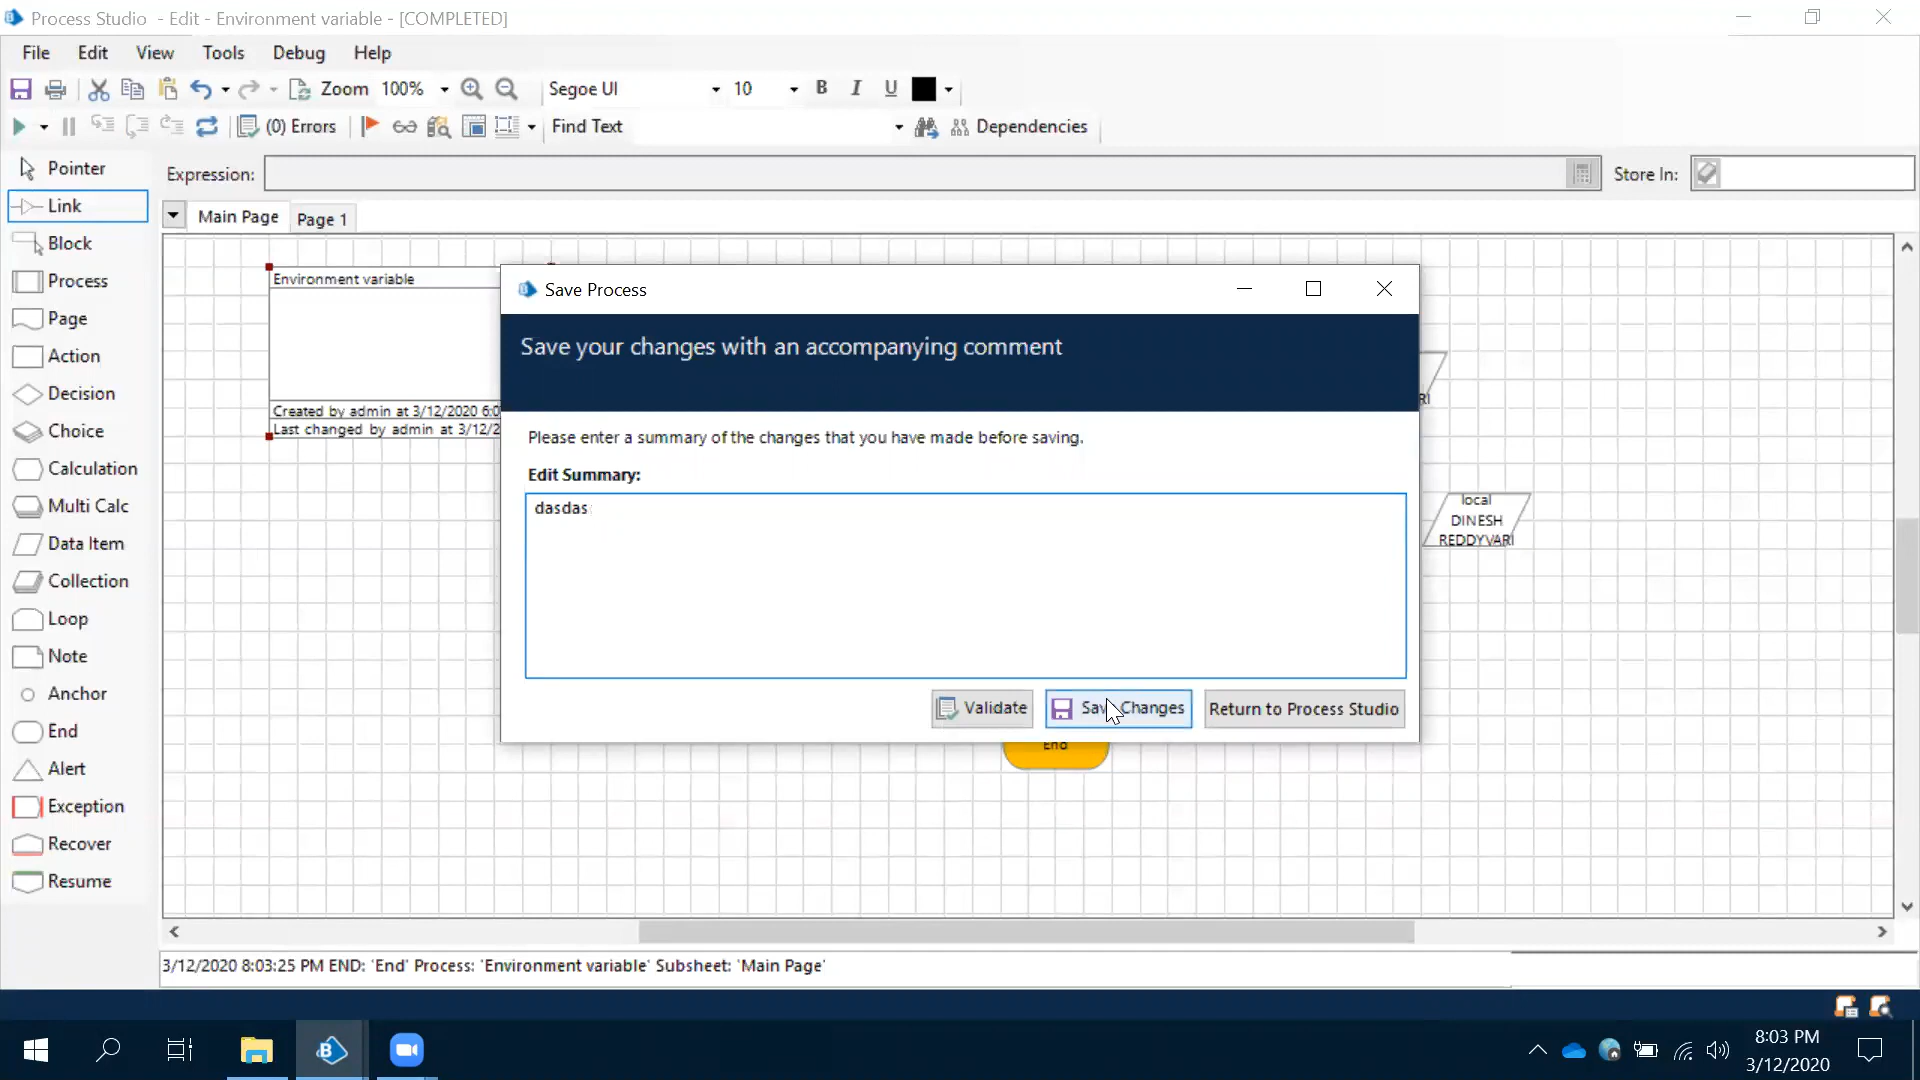 Process Studio - Edit - Environment variable - [COMPLETED]
File Edit View Tools Debug Help
Zoom 100% Segoe UI 10 B I U
(0) Errors Find Text Dependencies
Pointer
Expression: Store In:
Link
Main Page Page 1
Block
Process
Page
Action
Decision
Choice
Calculation
Multi Calc
Data Item
Collection
Loop
Note
Anchor
End
Alert
Exception
Recover
Resume
Environment variable
Created by admin at 3/12/2020 6:0
Last changed by admin at 3/12/2
Save Process
Save your changes with an accompanying comment
Please enter a summary of the changes that you have made before saving.
Edit Summary:
dasdas
Validate Save Changes Return to Process Studio
local
DINESH
REDDYVARI
End
3/12/2020 8:03:25 PM END: 'End' Process: 'Environment variable' Subsheet: 'Main Page'
8:03 PM
3/12/2020